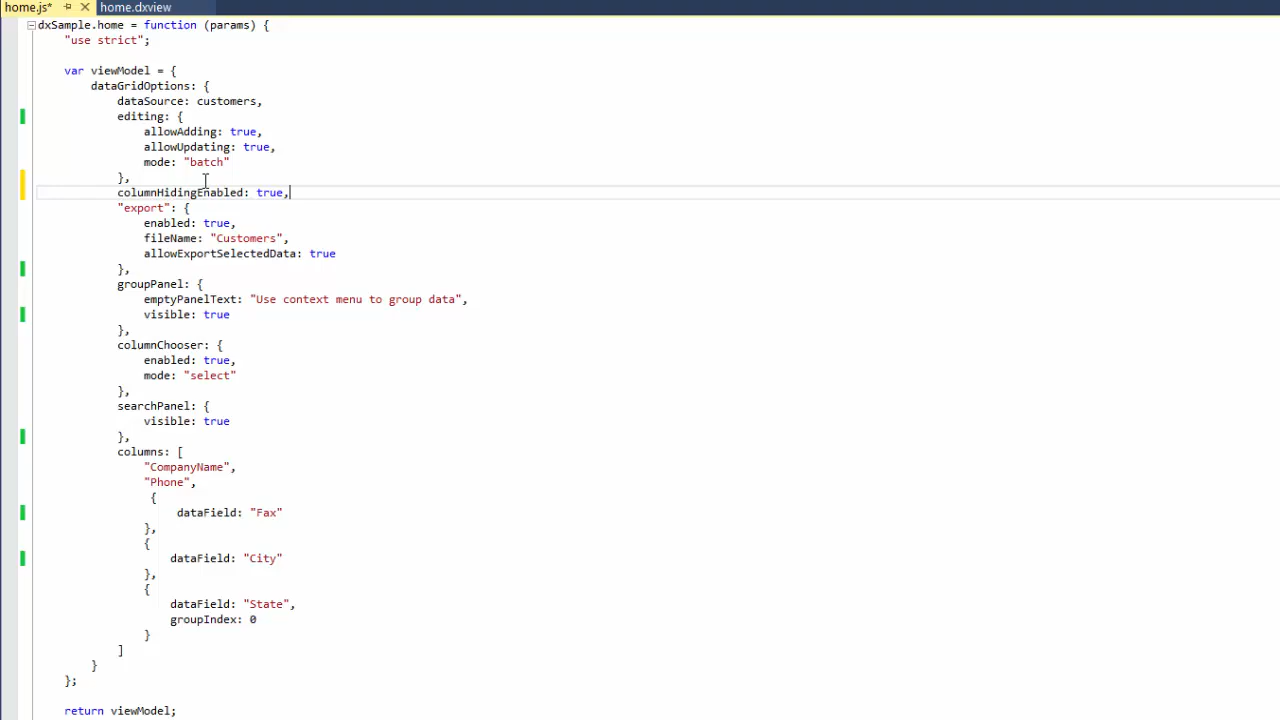 home.js* home.dxview
dxSample.home = function (params) {
"use strict";
var viewModel = {
dataGridOptions: {
dataSource: customers,
editing: {
allowAdding: true,
allowUpdating: true,
mode: "batch"
},
columnHidingEnabled: true,
"export": {
enabled: true,
fileName: "Customers",
allowExportSelectedData: true
},
groupPanel: {
emptyPanelText: "Use context menu to group data",
visible: true
},
columnChooser: {
enabled: true,
mode: "select"
},
searchPanel: {
visible: true
},
columns: [
"CompanyName",
"Phone",
{
dataField: "Fax"
},
{
dataField: "City"
},
{
dataField: "State",
groupIndex: 0
}
]
}
};
return viewModel;